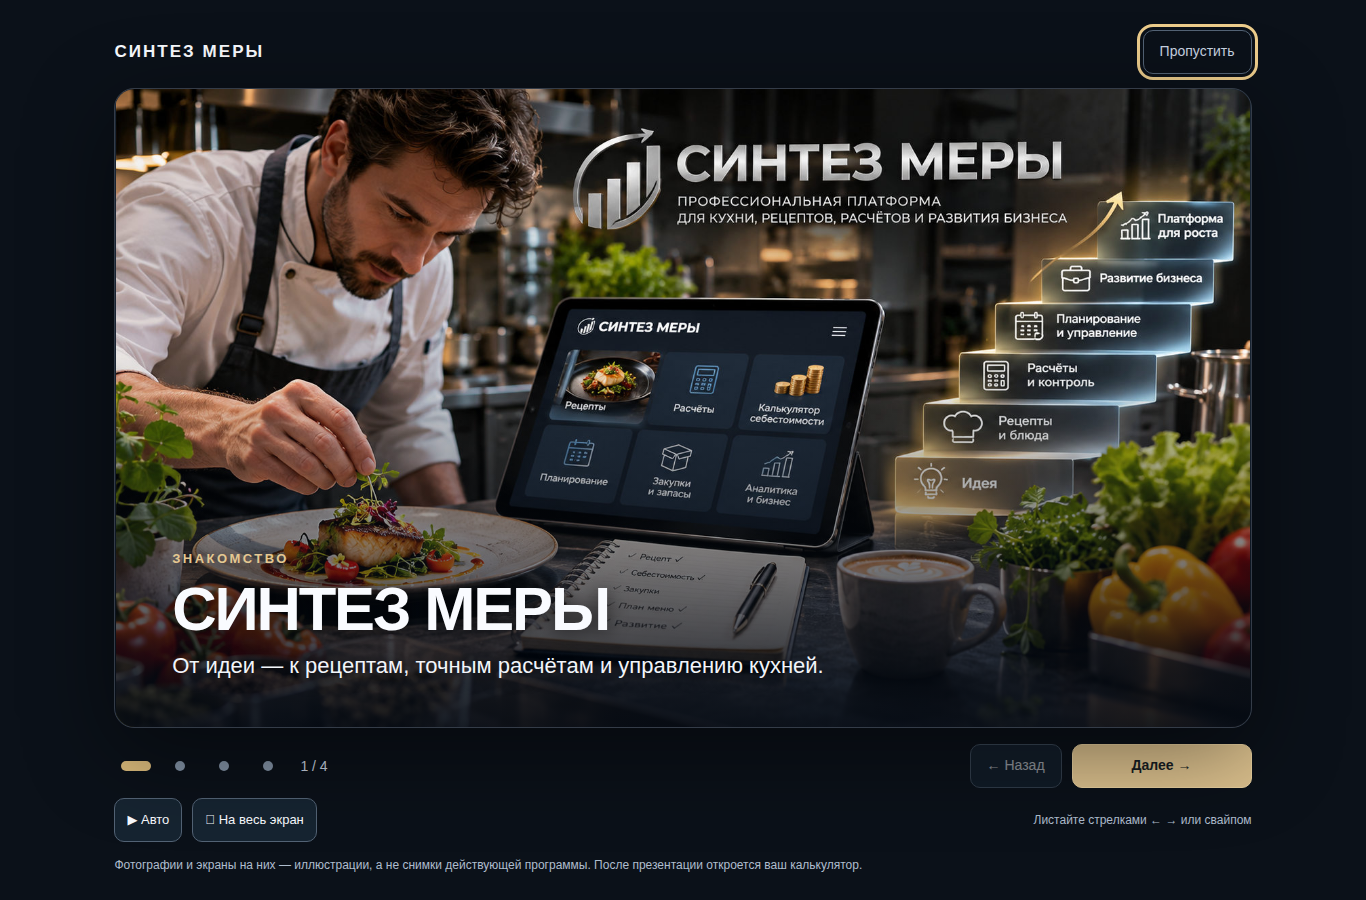 СИНТЕЗ МЕРЫ
Пропустить
СИНТЕЗ МЕРЫ
ПРОФЕССИОНАЛЬНАЯ ПЛАТФОРМА
ДЛЯ КУХНИ, РЕЦЕПТОВ, РАСЧЁТОВ И РАЗВИТИЯ БИЗНЕСА
Платформа
для роста
Развитие бизнеса
Планирование
и управление
Расчёты
и контроль
Рецепты
и блюда
Идея
СИНТЕЗ МЕРЫ
Рецепты
Расчёты
Калькулятор
себестоимости
Планирование
Закупки
и запасы
Аналитика
и бизнес
✓ Рецепт ✓
✓ Себестоимость ✓
✓ Закупки
✓ План меню ✓
Развитие ✓
ЗНАКОМСТВО
СИНТЕЗ МЕРЫ
От идеи — к рецептам, точным расчётам и управлению кухней.
1 / 4
← Назад
Далее →
▶ Авто
На весь экран
Листайте стрелками ← → или свайпом
Фотографии и экраны на них — иллюстрации, а не снимки действующей программы. После презентации откроется ваш калькулятор.